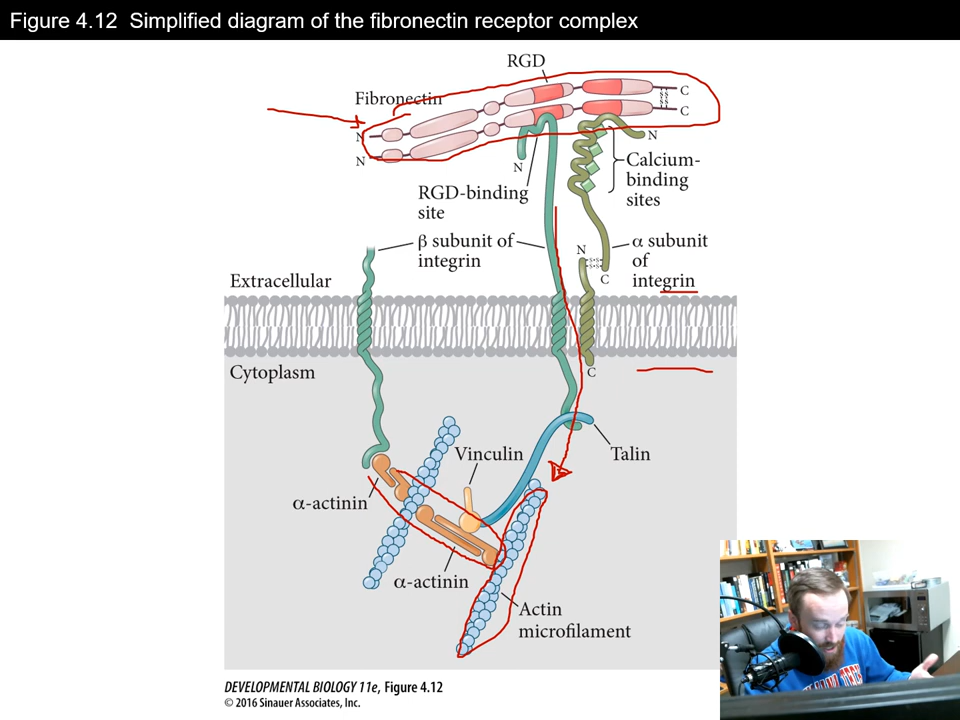 Figure 4.12 Simplified diagram of the fibronectin receptor complex
RGD
Fibronectin
C
C
N
N
N
N
RGD-binding
site
Calcium-
binding
sites
β subunit of
integrin
N
C
α subunit
of
integrin
Extracellular
Cytoplasm
C
Vinculin
Talin
α-actinin
α-actinin
Actin
microfilament
DEVELOPMENTAL BIOLOGY 11e, Figure 4.12
© 2016 Sinauer Associates, Inc.